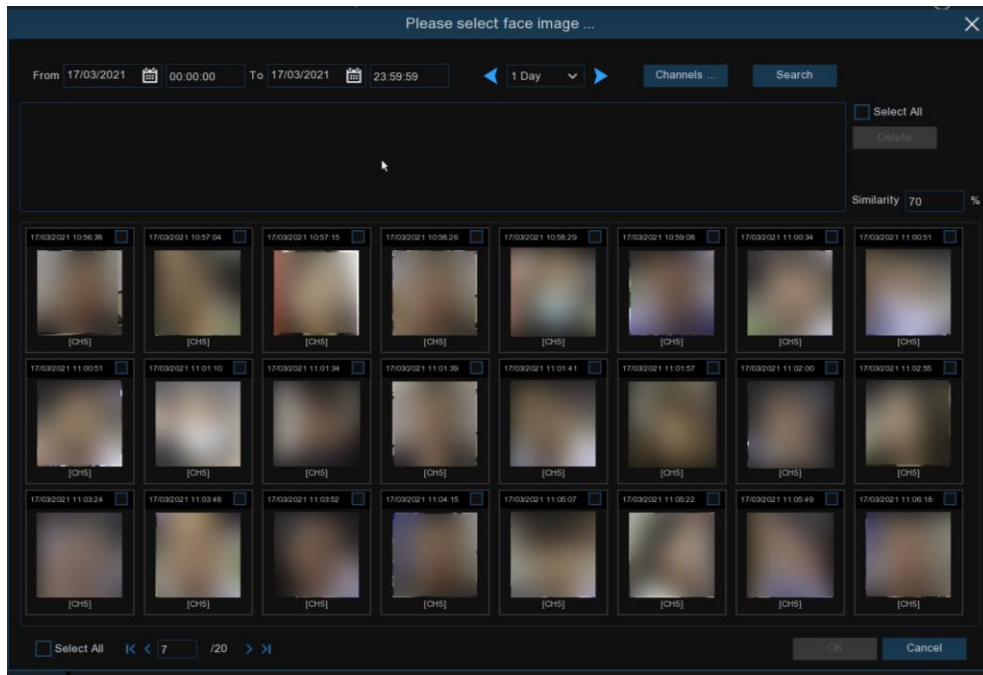 Please select face image ...
From 17/03/2021 00:00:00 To 17/03/2021 23:59:59 1 Day Channels ... Search
Select All
Delete
Similarity 70 %
17/03/2021 10:56:36 17/03/2021 10:57:04 17/03/2021 10:57:15 17/03/2021 10:58:26 17/03/2021 10:58:29 17/03/2021 10:59:08 17/03/2021 11:00:34 17/03/2021 11:00:51
[CH5] [CH5] [CH5] [CH5] [CH5] [CH5] [CH5] [CH5]
17/03/2021 11:00:51 17/03/2021 11:01:10 17/03/2021 11:01:34 17/03/2021 11:01:39 17/03/2021 11:01:41 17/03/2021 11:01:57 17/03/2021 11:02:00 17/03/2021 11:02:55
[CH5] [CH5] [CH5] [CH5] [CH5] [CH5] [CH5] [CH5]
17/03/2021 11:03:24 17/03/2021 11:03:48 17/03/2021 11:03:52 17/03/2021 11:04:15 17/03/2021 11:05:07 17/03/2021 11:05:22 17/03/2021 11:05:49 17/03/2021 11:06:18
[CH5] [CH5] [CH5] [CH5] [CH5] [CH5] [CH5] [CH5]
Select All 7 /20 OK Cancel